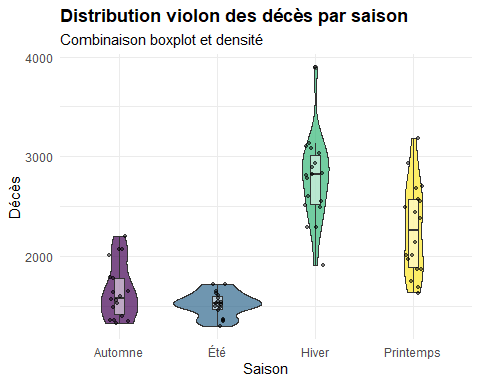 Distribution violon des décès par saison
Combinaison boxplot et densité
4000
3000
2000
Décès
Automne
Été
Hiver
Printemps
Saison